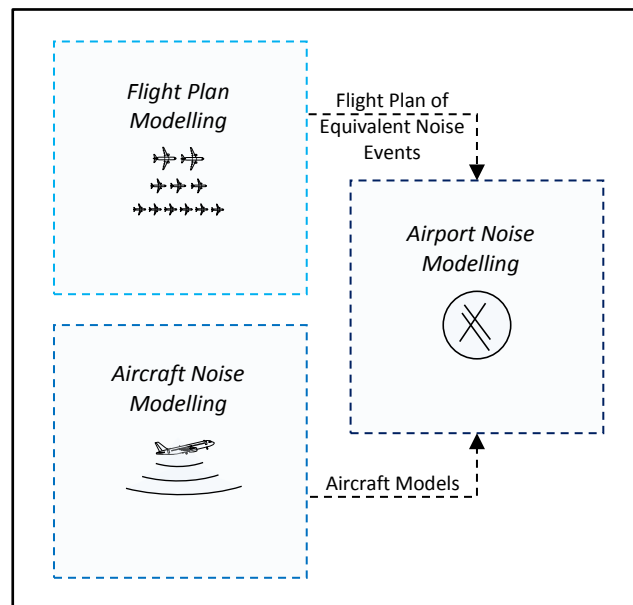 Flight Plan
Modelling
Flight Plan of
Equivalent Noise
Events
Airport Noise
Modelling
Aircraft Noise
Modelling
Aircraft Models